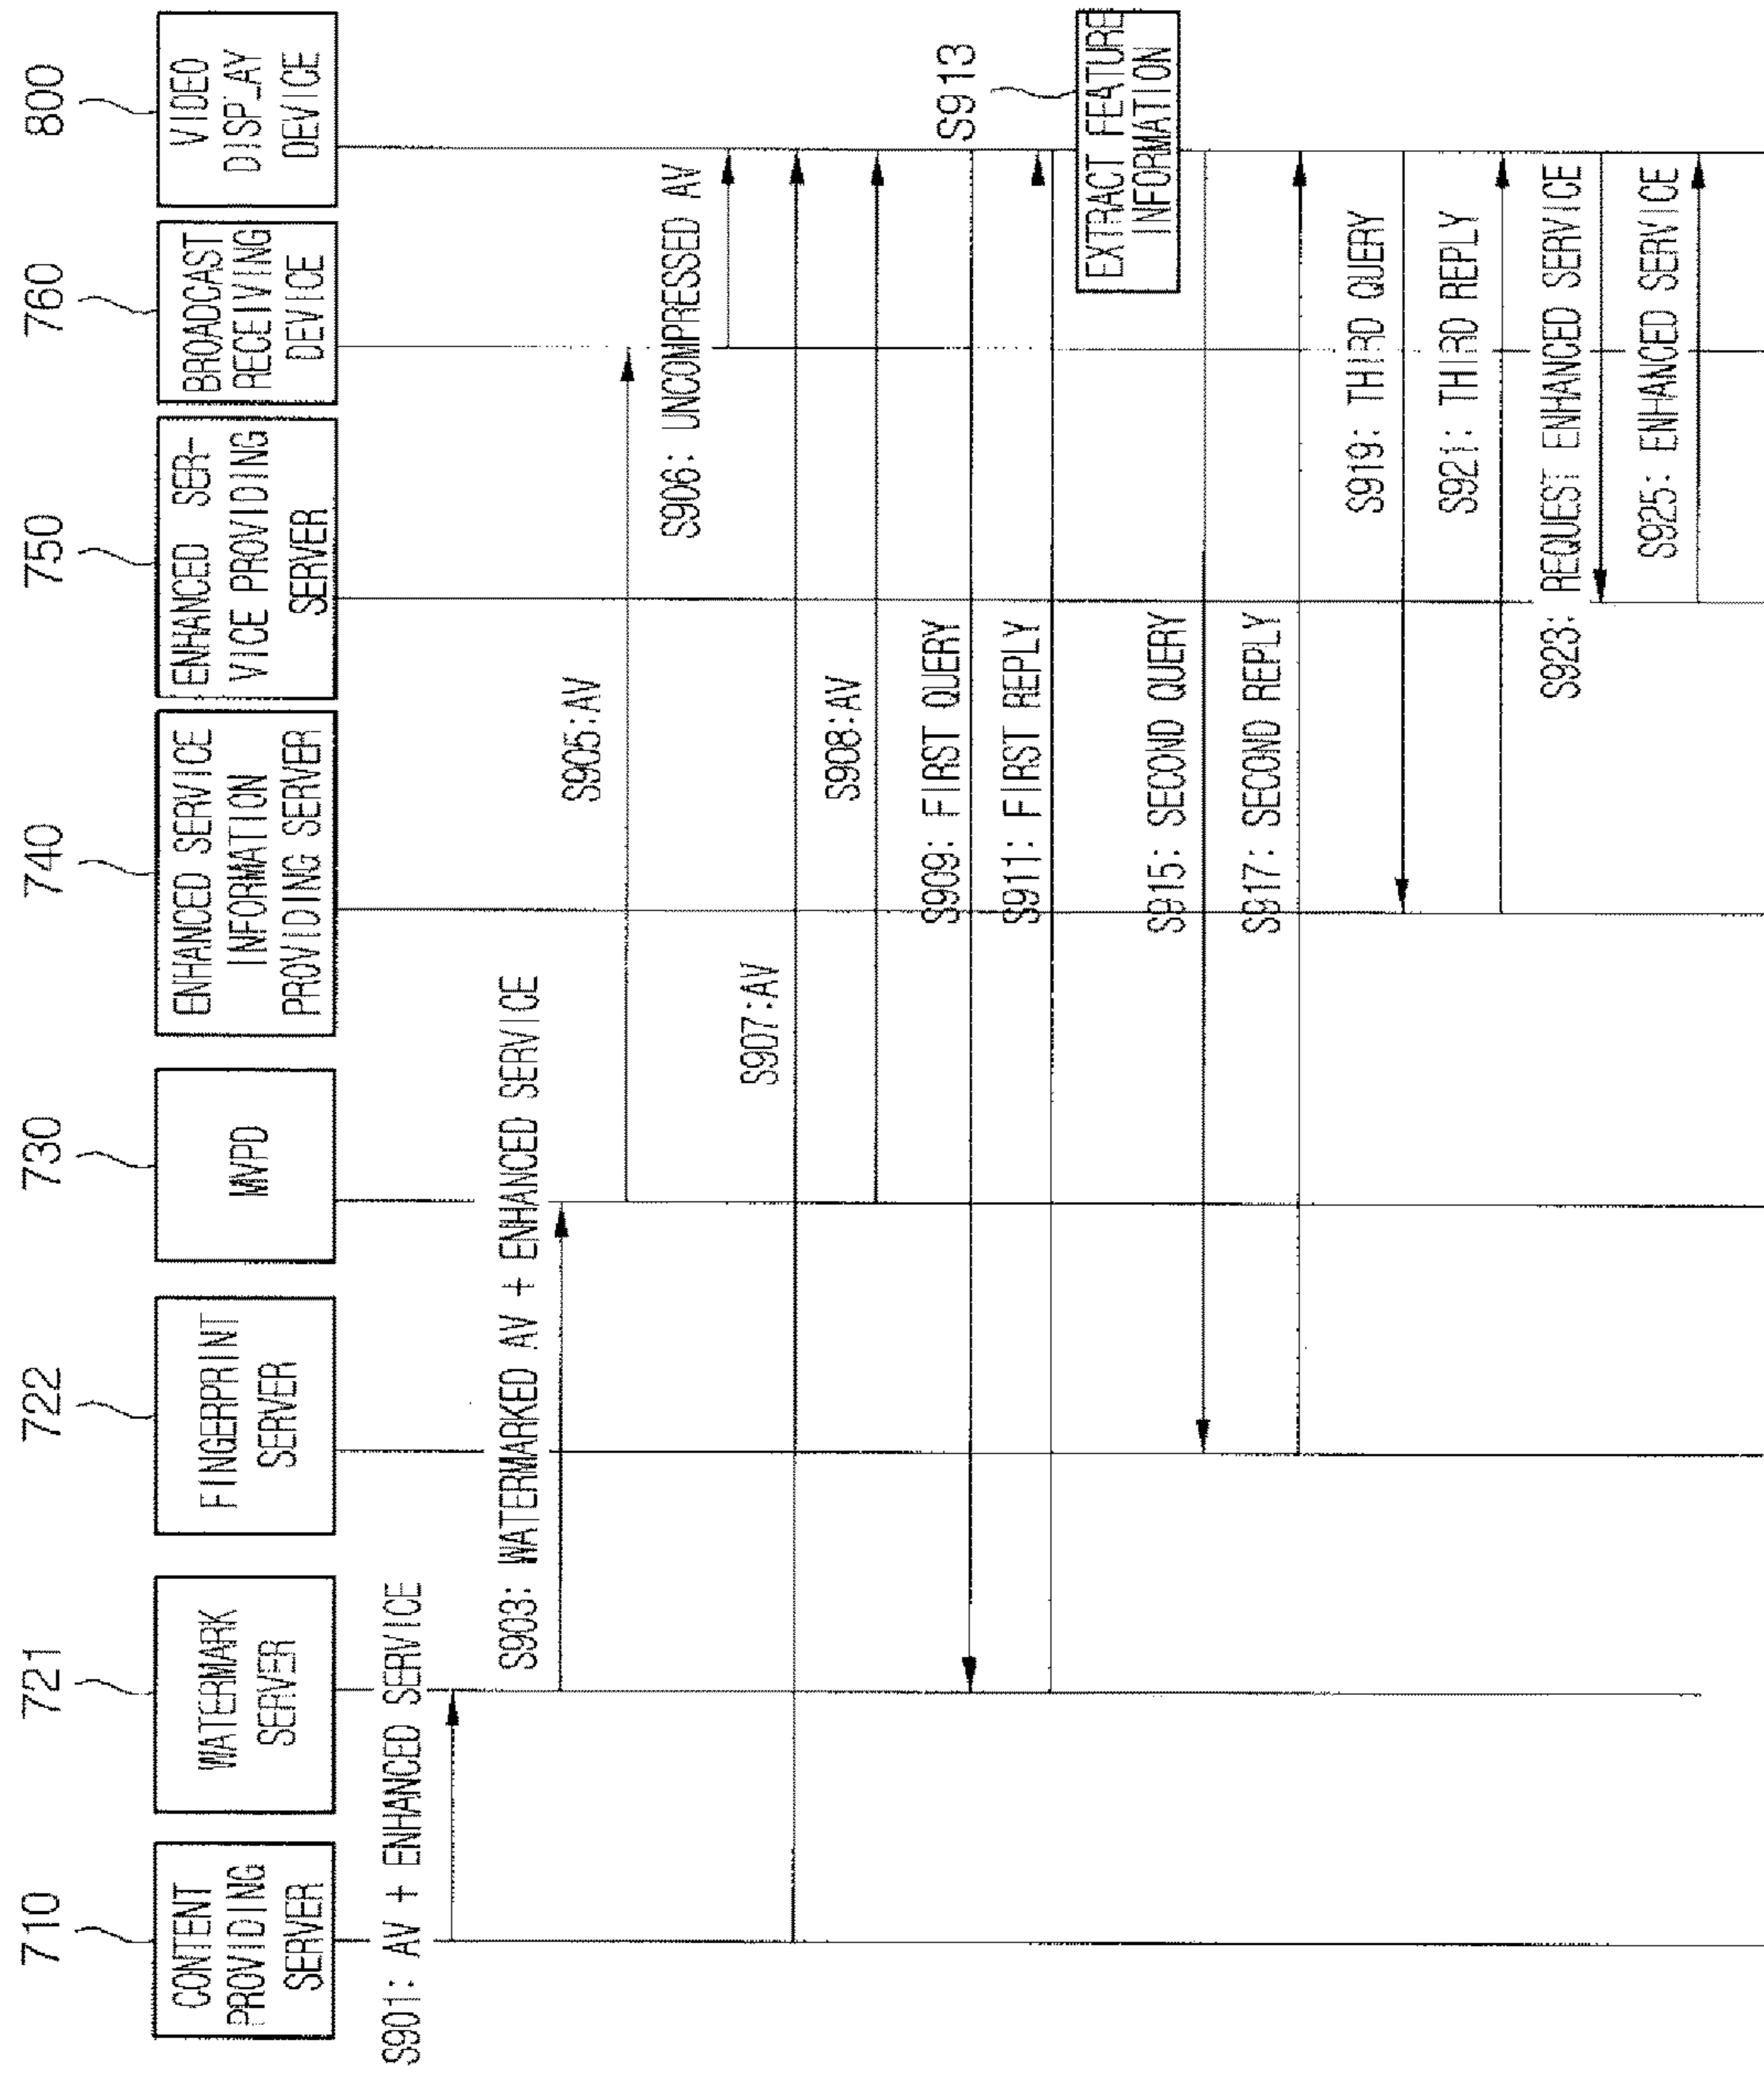 710
721
722
730
740
750
760
800
CONTENT
PROVIDING
SERVER
WATERMARK
SERVER
FINGERPRINT
SERVER
MVPD
ENHANCED SERVICE
INFORMATION
PROVIDING SERVER
ENHANCED SER-
VICE PROVIDING
SERVER
BROADCAST
RECEIVING
DEVICE
VIDEO
DISPLAY
DEVICE
S901: AV + ENHANCED SERVICE
S903: WATERMARKED AV + ENHANCED SERVICE
S905:AV
S906: UNCOMPRESSED AV
S907:AV
S908:AV
S909: FIRST QUERY
S911: FIRST REPLY
S913
EXTRACT FEATURE
INFORMATION
S915: SECOND QUERY
S917: SECOND REPLY
S919: THIRD QUERY
S921: THIRD REPLY
S923: REQUEST ENHANCED SERVICE
S925: ENHANCED SERVICE